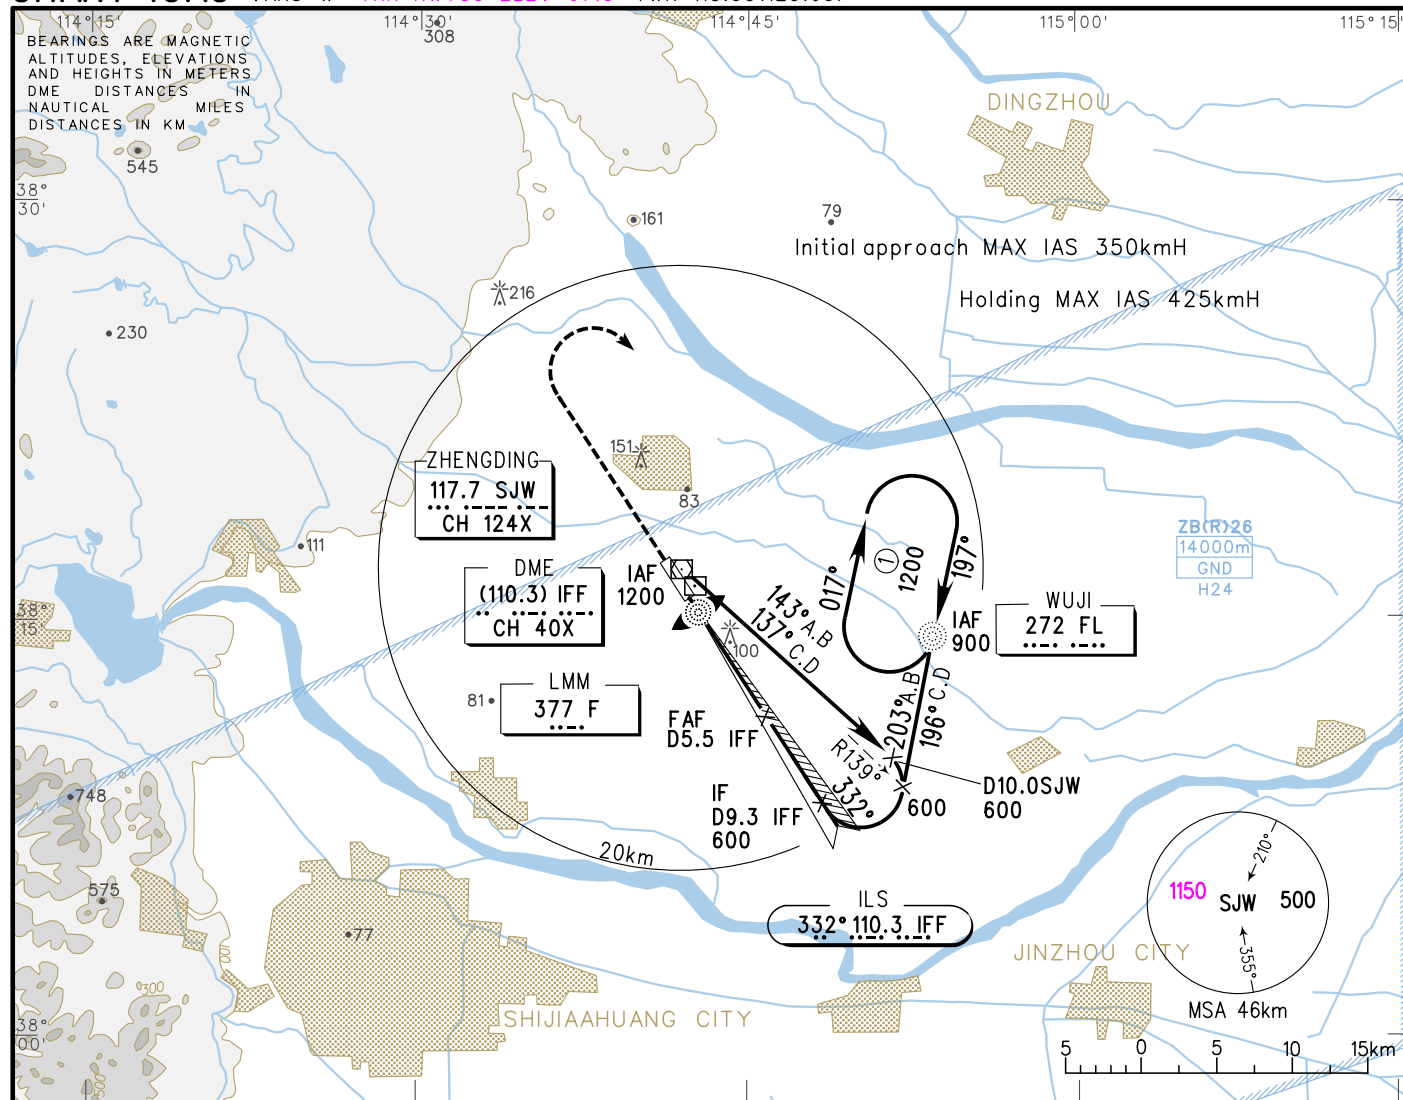 114°15'
114°30'
114°45'
115°00'
115°15'
308
BEARINGS ARE MAGNETIC
ALTITUDES, ELEVATIONS
AND HEIGHTS IN METERS
DME DISTANCES IN
NAUTICAL MILES
DISTANCES IN KM
DINGZHOU
545
38°
30'
161
79
Initial approach MAX IAS 350kmH
216
Holding MAX IAS 425kmH
230
151
ZHENGDING
117.7 SJW
CH 124X
83
111
ZB(R)26
14000m
GND
H24
1
1200
197°
017°
DME
(110.3) IFF
CH 40X
IAF
1200
143°A.B
137°C.D
38°
15'
WUJI
272 FL
IAF
900
100
LMM
377 F
81
203°A.B
196°C.D
FAF
D5.5 IFF
R139°
332°
D10.0SJW
600
600
IF
D9.3 IFF
600
748
20km
575
77
ILS
332° 110.3 IFF
210°
1150
SJW
500
355°
MSA 46km
JINZHOU CITY
300
SHIJIAAHUANG CITY
38°
00'
500
5 0 5 10 15km